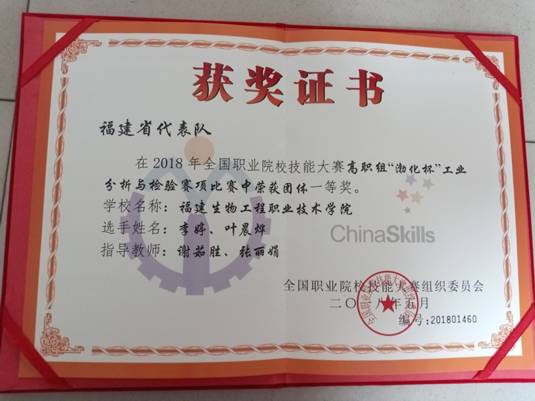 获奖证书
福建省代表队
在2018年全国职业院校技能大赛高职组“渤化杯”工业
分析与检验赛项比赛中荣获团体一等奖。
学校名称：福建生物工程职业技术学院
选手姓名：李婷、叶晨烨
指导教师：谢茹胜、张丽娟
ChinaSkills
全国职业院校技能大赛组织委员会
二〇一八年五月
编号:201801460